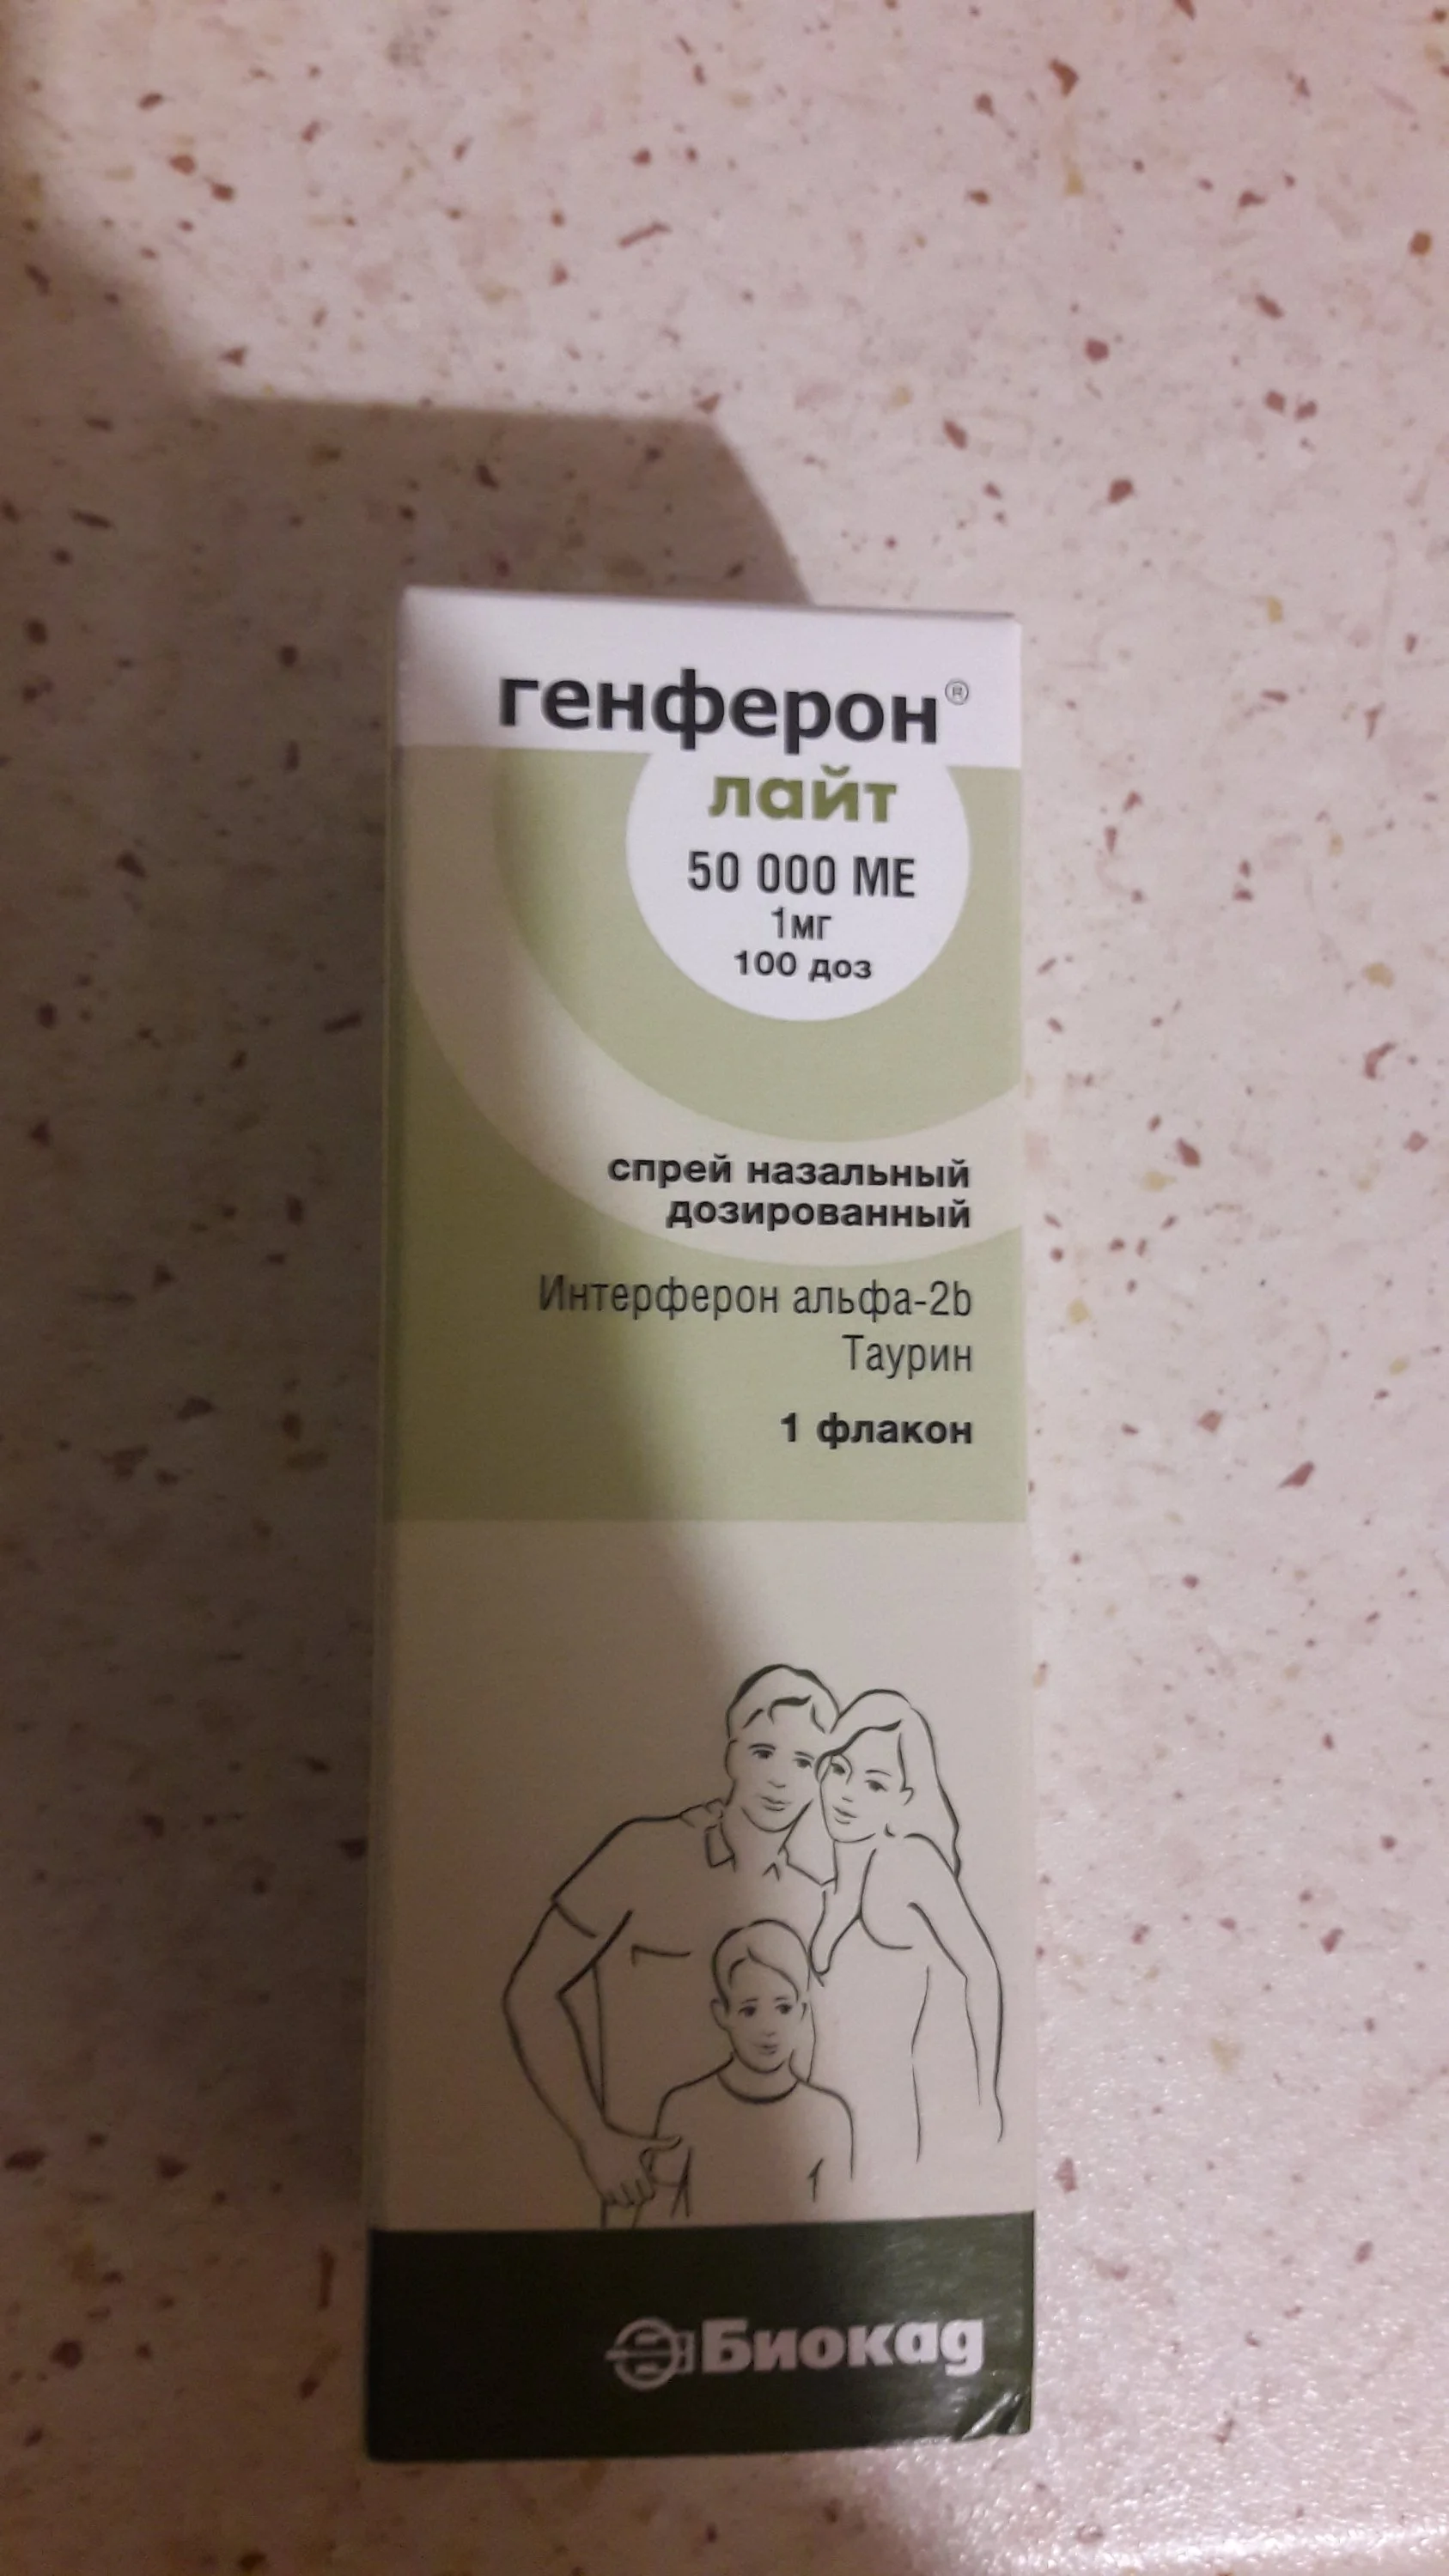 генферон®
лайт
50 000 МЕ
1мг
100 доз
спрей назальный
дозированный
Интерферон альфа-2b
Таурин
1 флакон
Биокад